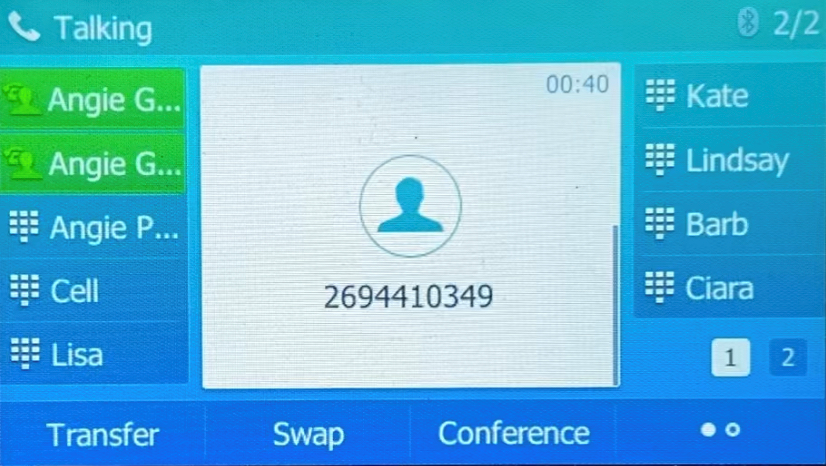 Talking
2/2
Angie G...
Angie G...
Angie P...
Cell
Lisa
00:40
2694410349
Kate
Lindsay
Barb
Ciara
1 2
Transfer Swap Conference